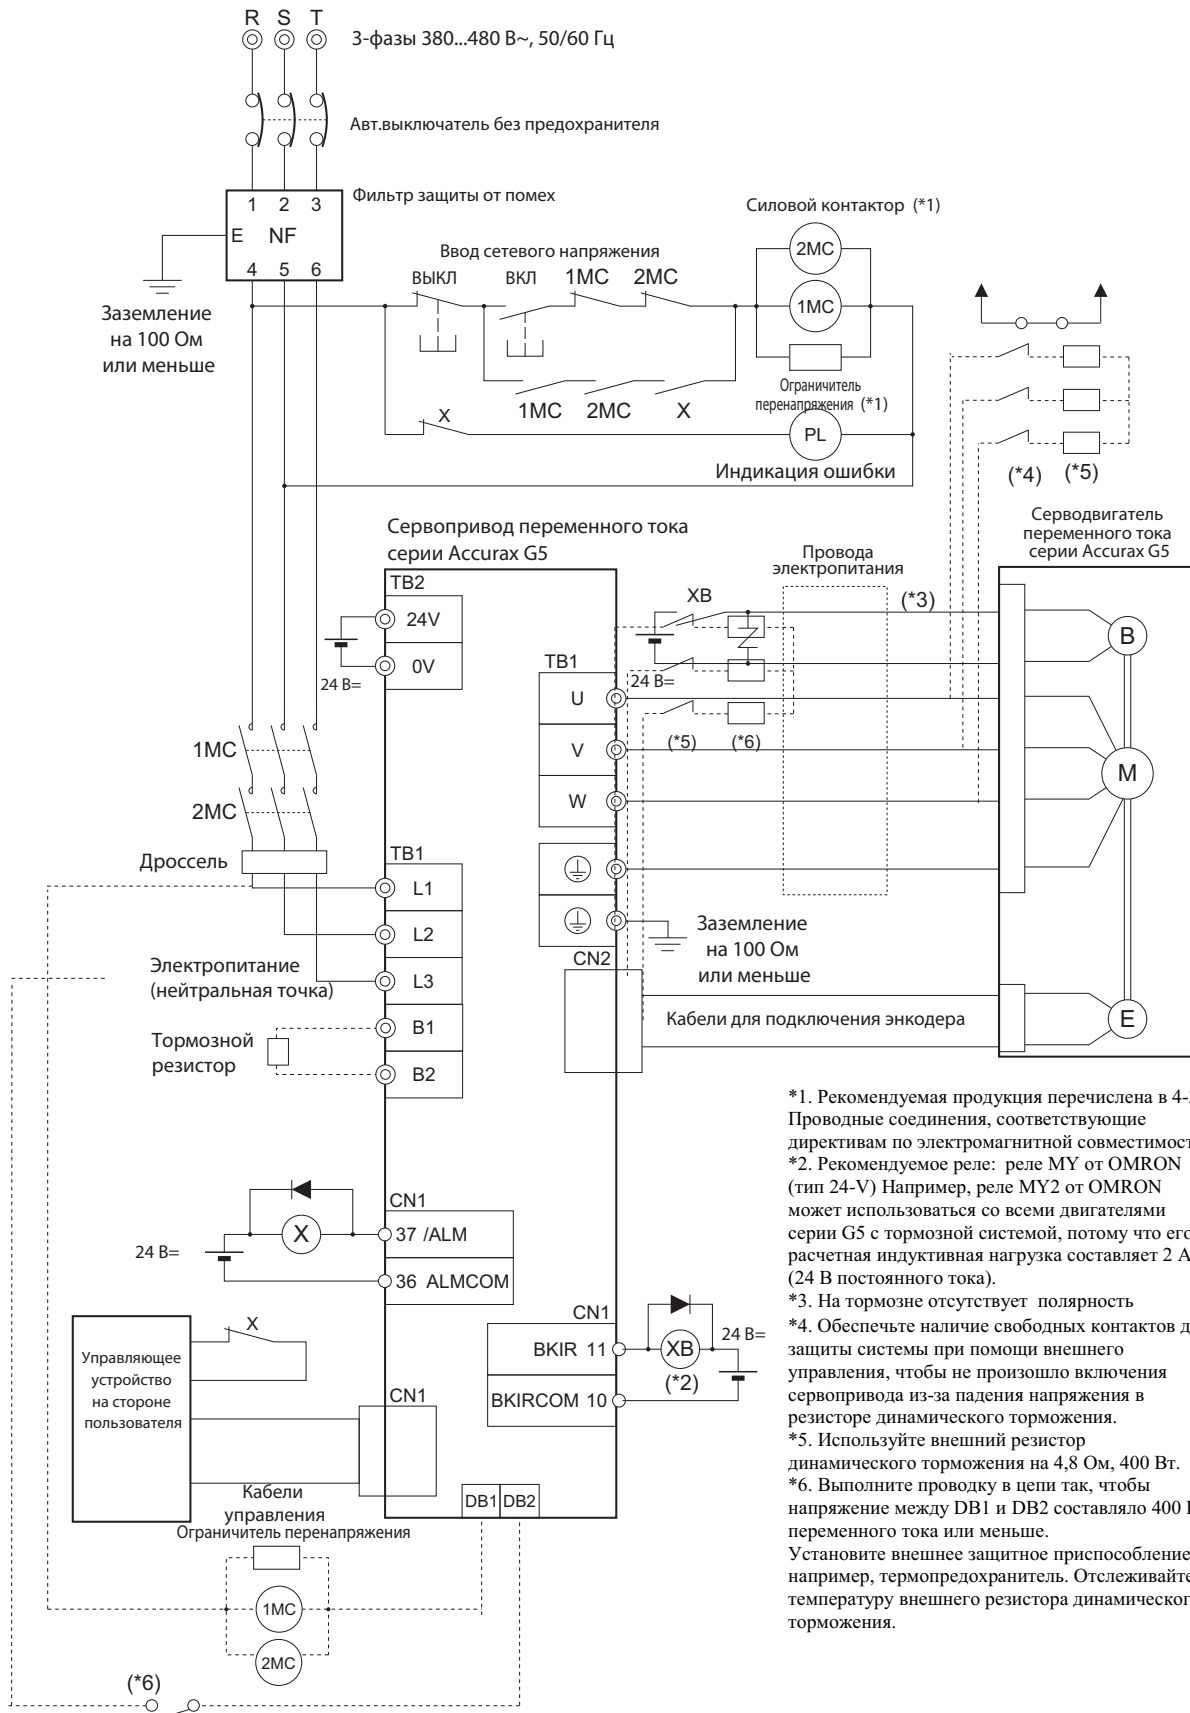 R S T
3-фазы 380...480 В~, 50/60 Гц
Авт.выключатель без предохранителя
Фильтр защиты от помех
1 2 3
E NF
4 5 6
Заземление
на 100 Ом
или меньше
Силовой контактор (*1)
Ввод сетевого напряжения
ВЫКЛ ВКЛ 1MC 2MC
2MC
1MC
Ограничитель
перенапряжения (*1)
1MC 2MC X
X
PL
Индикация ошибки
(*4) (*5)
Сервопривод переменного тока
серии Accurax G5
Серводвигатель
переменного тока
серии Accurax G5
Провода
электропитания
TB2
24V
0V
24 В=
XB
(*3)
24 В=
(*5) (*6)
TB1
U
V
W
B
M
E
1MC
2MC
Дроссель
TB1
L1
L2
L3
B1
B2
Электропитание
(нейтральная точка)
Тормозной
резистор
Заземление
на 100 Ом
или меньше
CN2
Кабели для подключения энкодера
X
24 В=
CN1
37 /ALM
36 ALMCOM
CN1
BKIR 11
BKIRCOM 10
XB
(*2)
24 В=
X
Управляющее
устройство
на стороне
пользователя
CN1
Кабели
управления
DB1 DB2
Ограничитель перенапряжения
1MC
2MC
(*6)
*1. Рекомендуемая продукция перечислена в 4-
Проводные соединения, соответствующие
директивам по электромагнитной совместимост
*2. Рекомендуемое реле: реле MY от OMRON
(тип 24-V) Например, реле MY2 от OMRON
может использоваться со всеми двигателями
серии G5 с тормозной системой, потому что его
расчетная индуктивная нагрузка составляет 2 А
(24 В постоянного тока).
*3. На тормозне отсутствует полярность
*4. Обеспечьте наличие свободных контактов д
защиты системы при помощи внешнего
управления, чтобы не произошло включения
сервопривода из-за падения напряжения в
резисторе динамического торможения.
*5. Используйте внешний резистор
динамического торможения на 4,8 Ом, 400 Вт.
*6. Выполните проводку в цепи так, чтобы
напряжение между DB1 и DB2 составляло 400
переменного тока или меньше.
Установите внешнее защитное приспособление
например, термопредохранитель. Отслеживайте
температуру внешнего резистора динамическог
торможения.